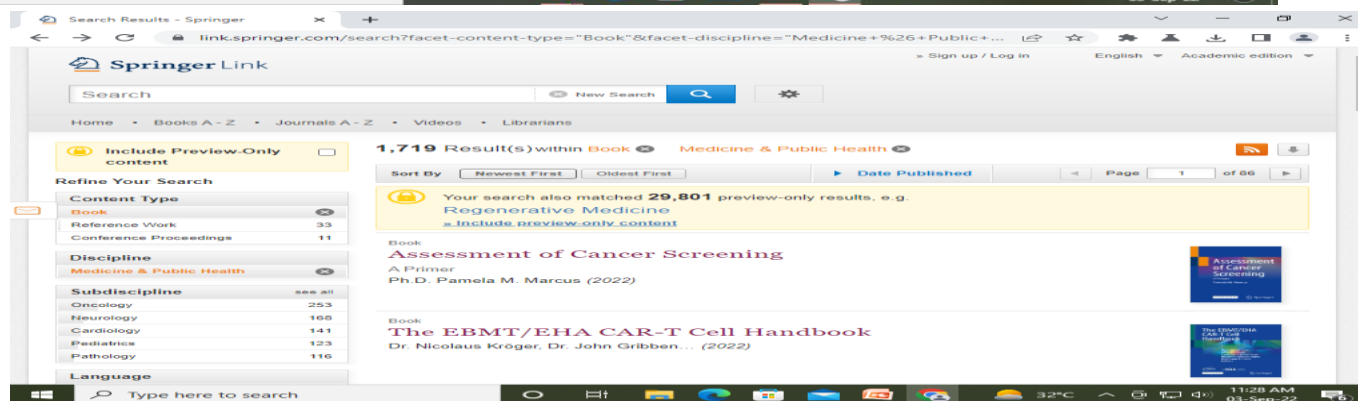 Search Results - Springer
link.springer.com/search?facet-content-type="Book"&facet-discipline="Medicine+%26+Public+...
Springer Link
» Sign up / Log in
English
Academic edition
Search
New Search
Home • Books A - Z • Journals A - Z • Videos • Librarians
Include Preview-Only content
Refine Your Search
Content Type
Book
Reference Work 33
Conference Proceedings 11
Discipline
Medicine & Public Health
Subdiscipline see all
Oncology 253
Neurology 168
Cardiology 141
Pediatrics 123
Pathology 116
Language
1,719 Result(s) within Book Medicine & Public Health
Sort By Newest First Oldest First
Date Published
Page 1 of 86
Your search also matched 29,801 preview-only results, e.g.
Regenerative Medicine
» Include preview-only content
Book
Assessment of Cancer Screening
A Primer
Ph.D. Pamela M. Marcus (2022)
Assessment
of Cancer
Screening
Book
The EBMT/EHA CAR-T Cell Handbook
Dr. Nicolaus Kröger, Dr. John Gribben... (2022)
The EBMT/EHA
CAR-T Cell
Handbook
Type here to search
32°C
11:28 AM
03-Sep-22
6